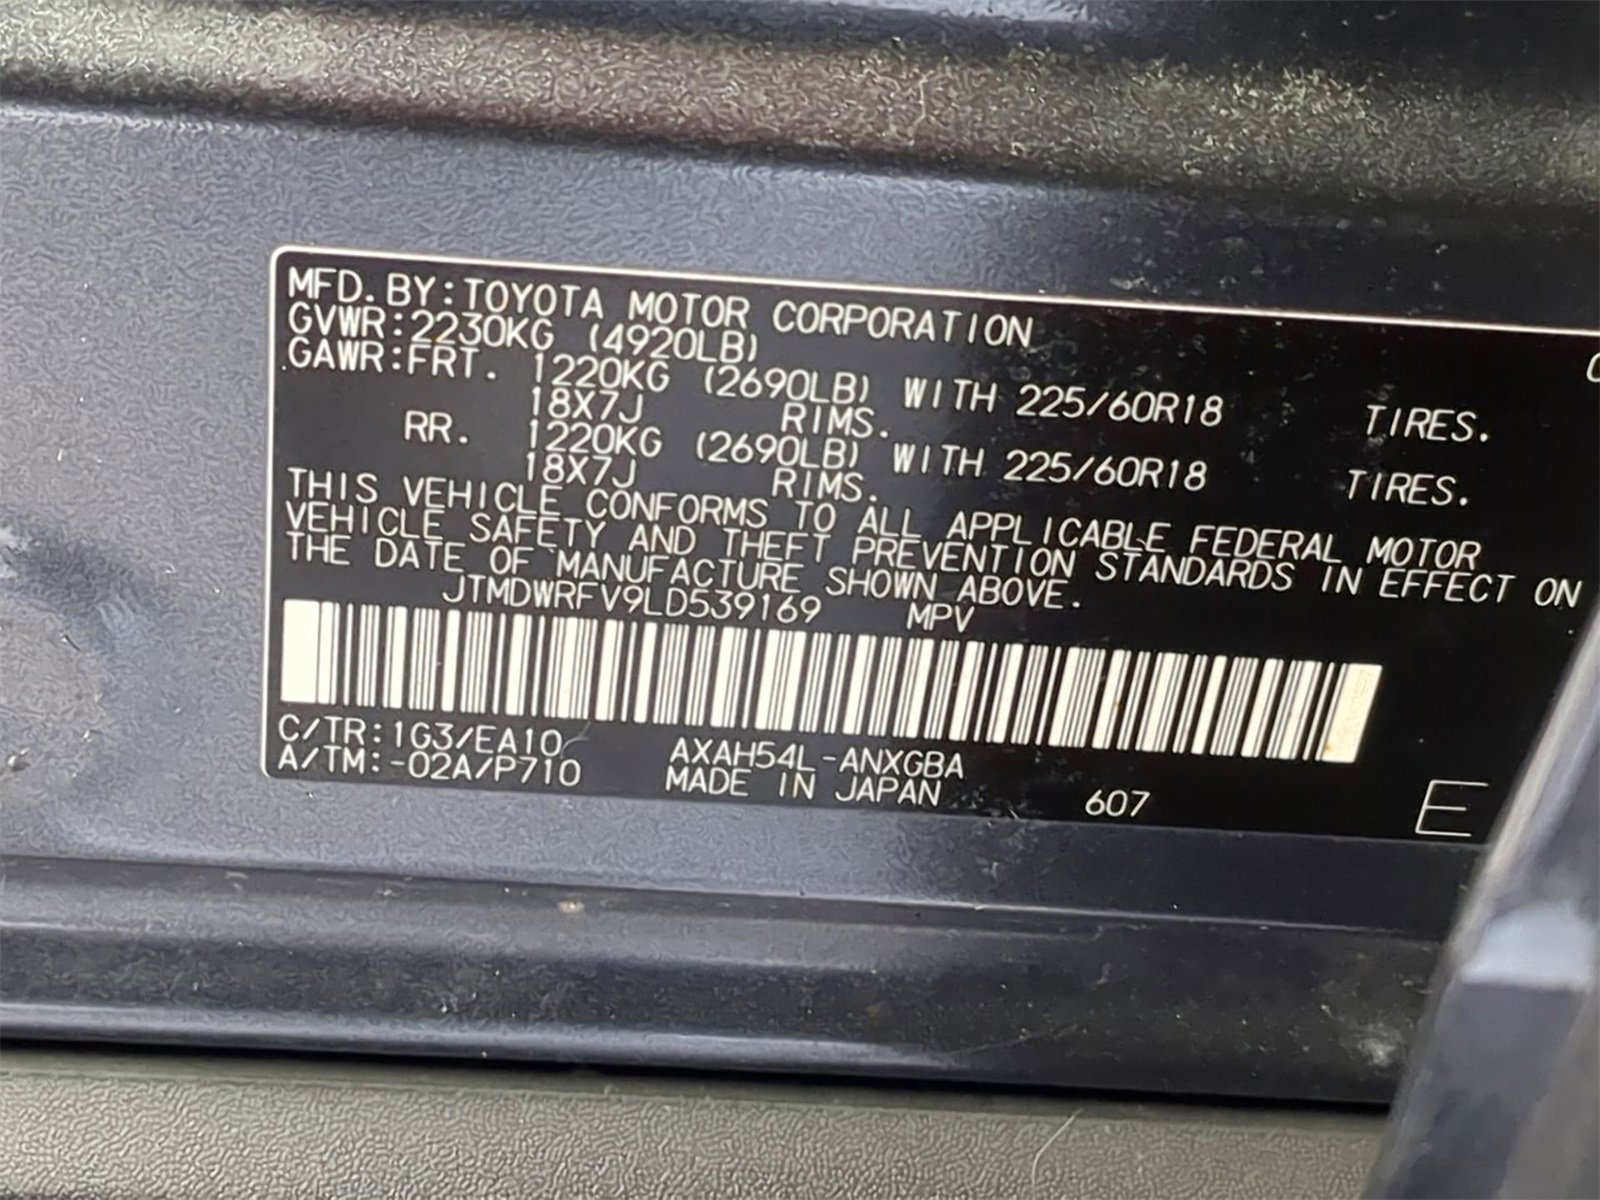 MFD. BY:TOYOTA MOTOR CORPORATION
GVWR:2230KG (4920LB)
GAWR:FRT. 1220KG (2690LB) WITH 225/60R18 TIRES.
18X7J RIMS.
RR. 1220KG (2690LB) WITH 225/60R18 TIRES.
18X7J RIMS.
THIS VEHICLE CONFORMS TO ALL APPLICABLE FEDERAL MOTOR
VEHICLE SAFETY AND THEFT PREVENTION STANDARDS IN EFFECT ON
THE DATE OF MANUFACTURE SHOWN ABOVE.
JTMDWRFV9LD539169 MPV
C/TR:1G3/EA10 AXAH54L-ANXGBA
A/TM:-02A/P710 MADE IN JAPAN 607 E